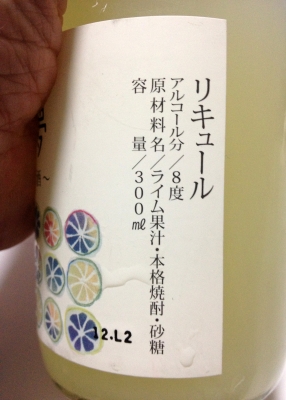 リキュール
アルコール分／8度
原材料名／ライム果汁・本格焼酎・砂糖
容量／300㎖
12.L2